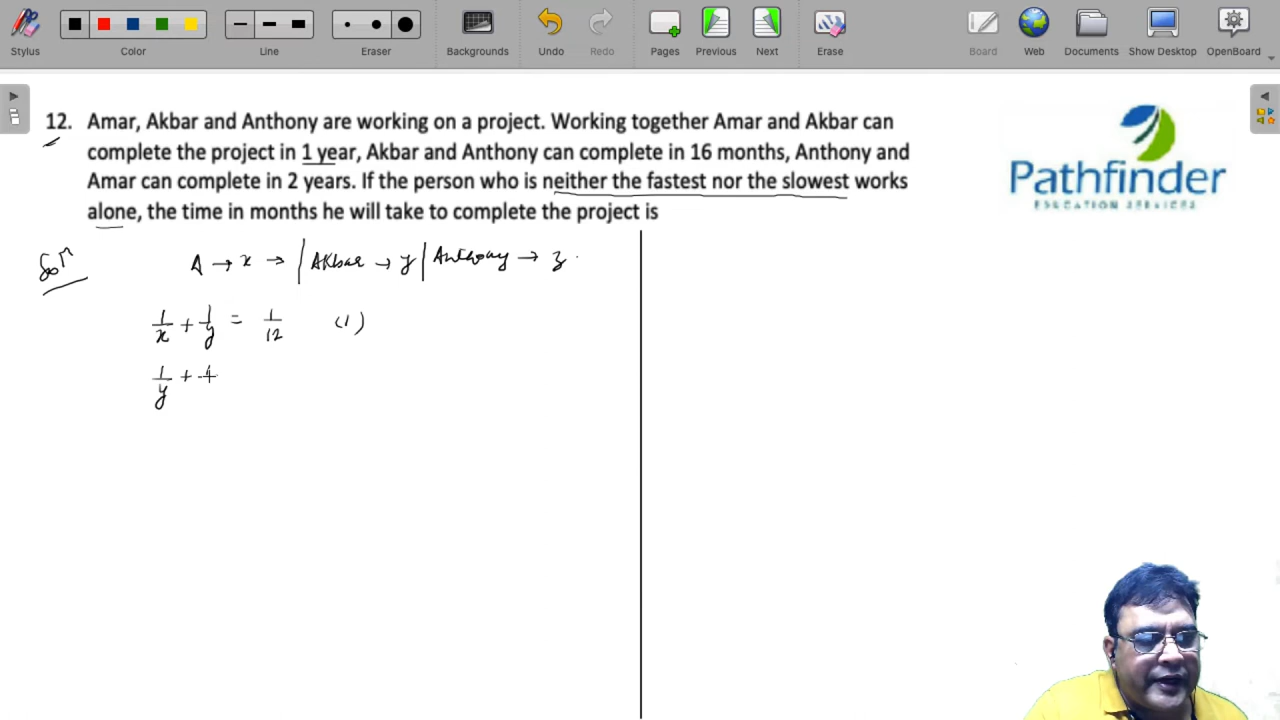 Stylus
Color
Line
Eraser
Backgrounds
Undo
Redo
Pages
Previous
Next
Erase
Board
Web
Documents
Show Desktop
OpenBoard
12. Amar, Akbar and Anthony are working on a project. Working together Amar and Akbar can
complete the project in 1 year, Akbar and Anthony can complete in 16 months, Anthony and
Amar can complete in 2 years. If the person who is neither the fastest nor the slowest works
alone, the time in months he will take to complete the project is
Pathfinder
EDUCATION SERVICES
Solⁿ A → x → | Akbar → y | Anthony → z .
1/x + 1/y = 1/12 (1)
1/y + 1